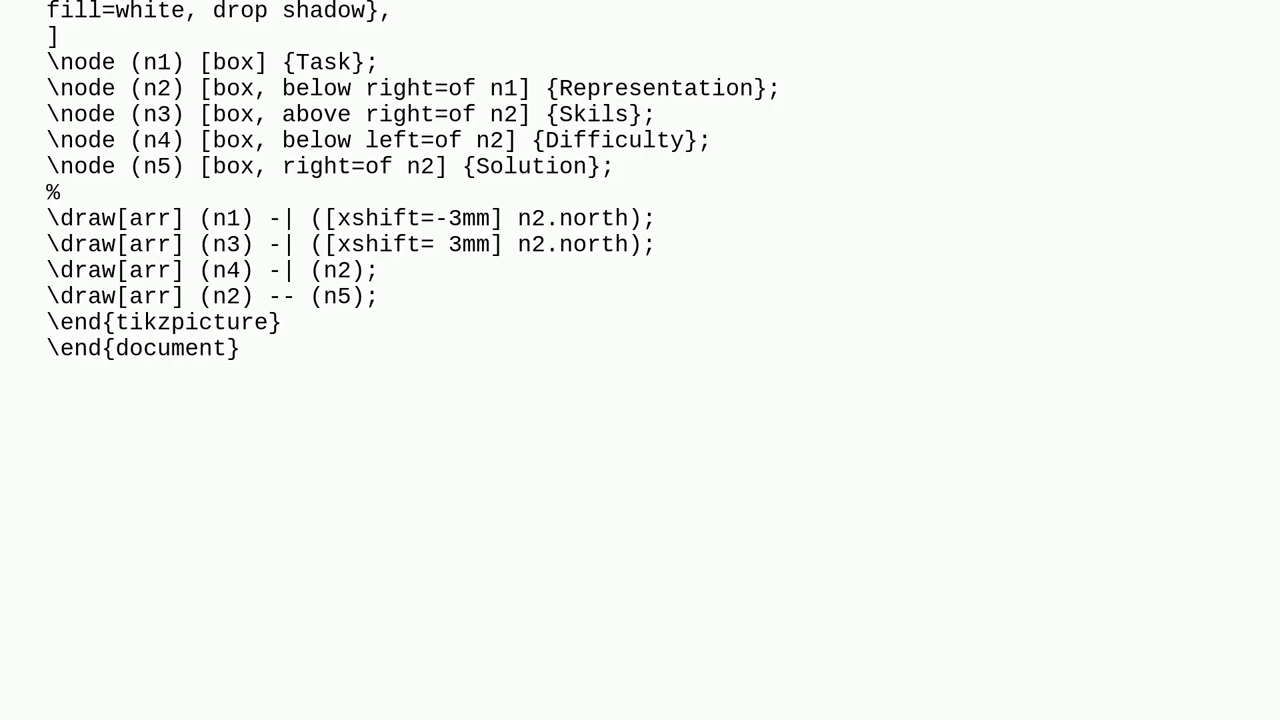 fill=white, drop shadow},
]
\node (n1) [box] {Task};
\node (n2) [box, below right=of n1] {Representation};
\node (n3) [box, above right=of n2] {Skils};
\node (n4) [box, below left=of n2] {Difficulty};
\node (n5) [box, right=of n2] {Solution};
%
\draw[arr] (n1) -| ([xshift=-3mm] n2.north);
\draw[arr] (n3) -| ([xshift= 3mm] n2.north);
\draw[arr] (n4) -| (n2);
\draw[arr] (n2) -- (n5);
\end{tikzpicture}
\end{document}